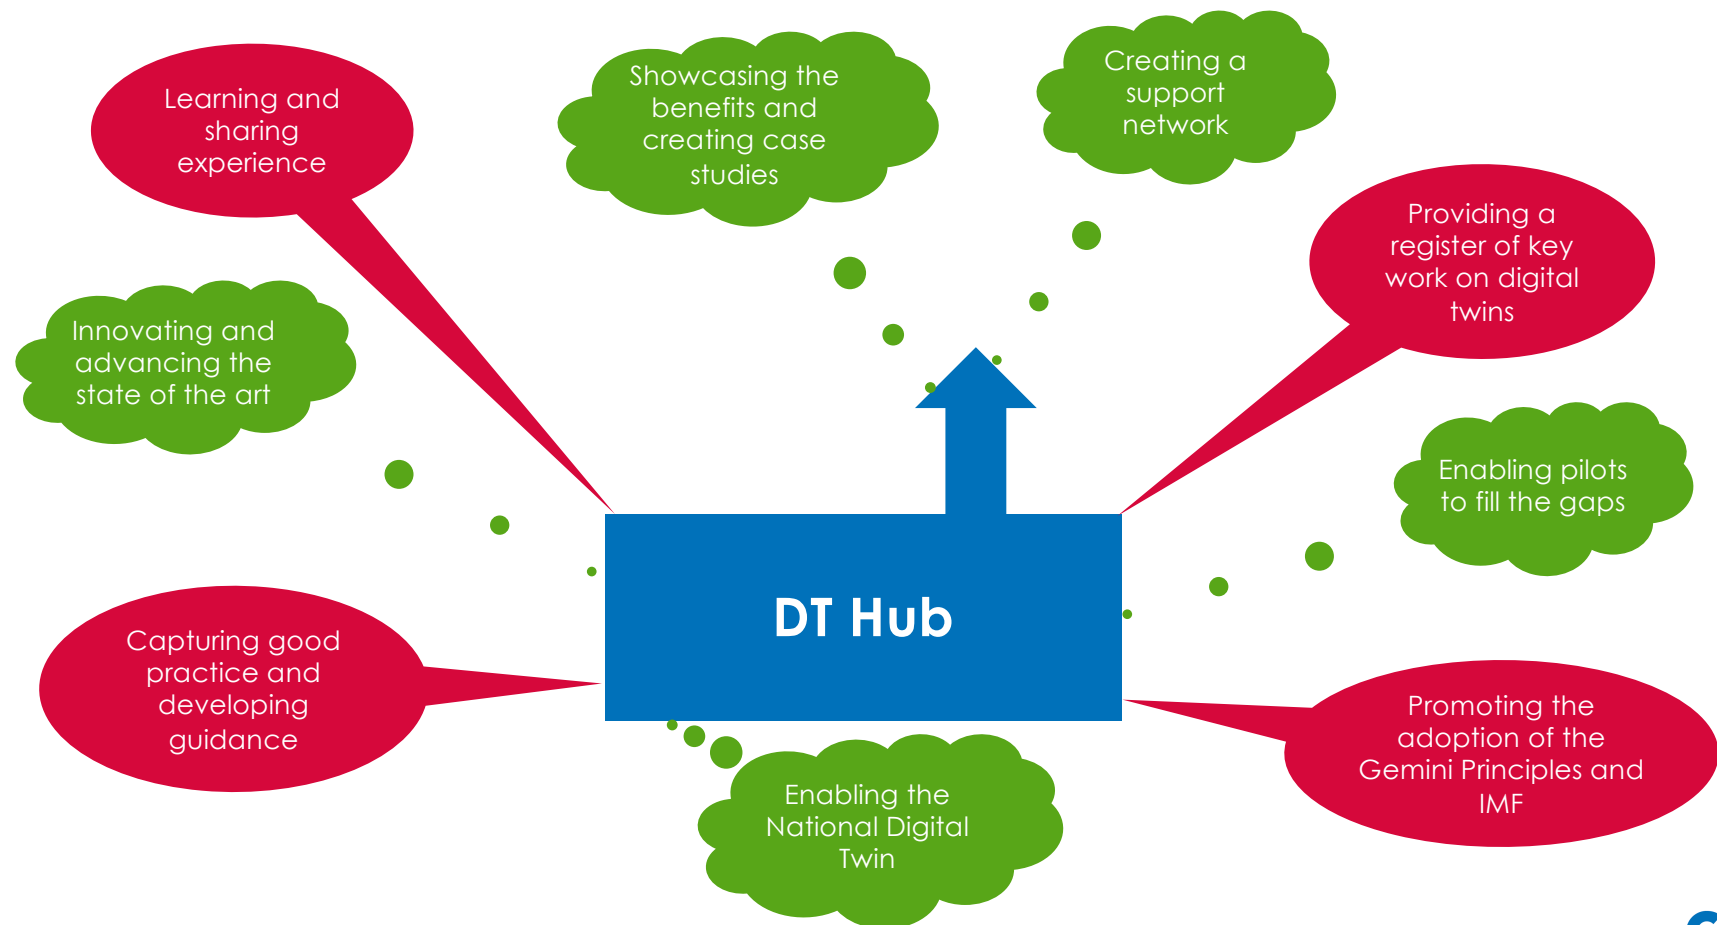 Learning and
sharing
experience
Showcasing the
benefits and
creating case
studies
Creating a
support
network
Providing a
register of key
work on digital
twins
Innovating and
advancing the
state of the art
Enabling pilots
to fill the gaps
DT Hub
Capturing good
practice and
developing
guidance
Promoting the
adoption of the
Gemini Principles and
IMF
Enabling the
National Digital
Twin